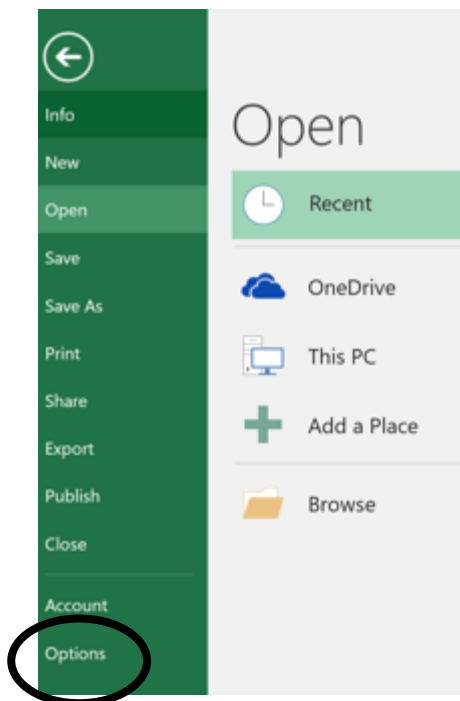 Info
New
Open
Save
Save As
Print
Share
Export
Publish
Close
Account
Options
Open
Recent
OneDrive
This PC
Add a Place
Browse